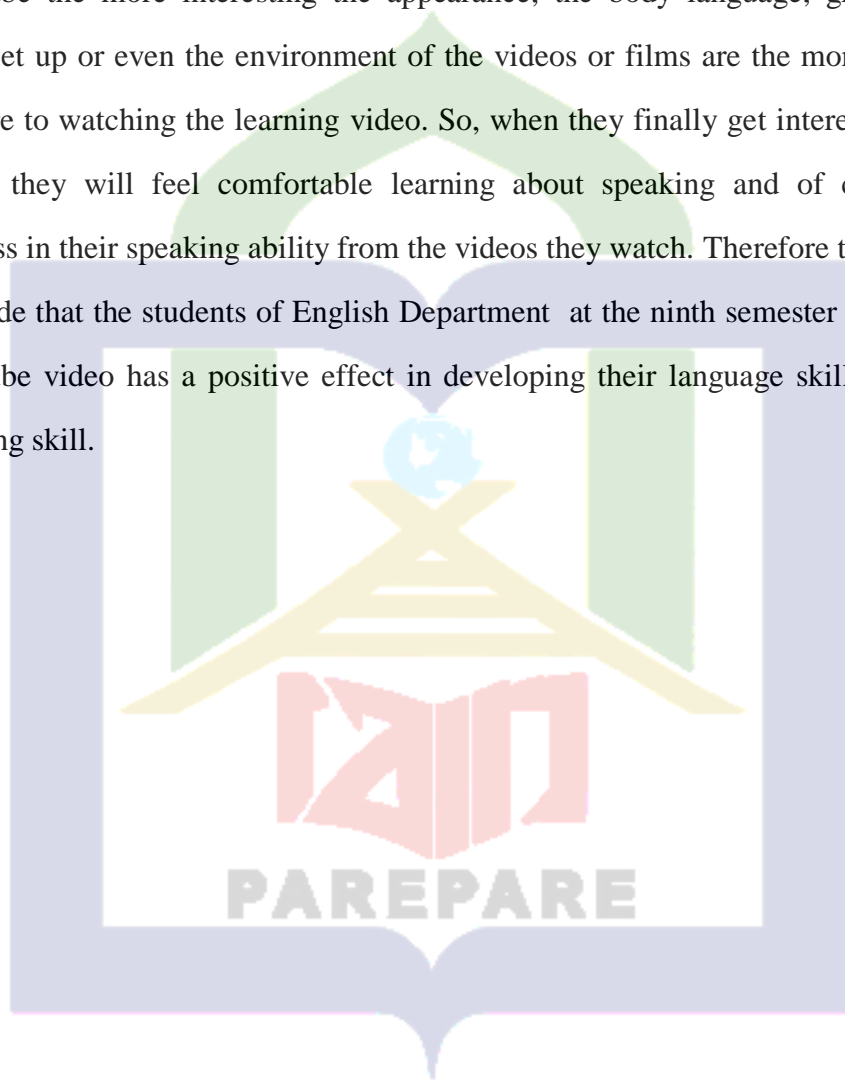 be the more interesting the appearance, the body language,
et up or even the environment of the videos or films are the
e to watching the learning video. So, when they finally get
they will feel comfortable learning about speaking and of
ss in their speaking ability from the videos they watch. Therefore
de that the students of English Department at the ninth semester
be video has a positive effect in developing their language
ng skill.
PAREPARE